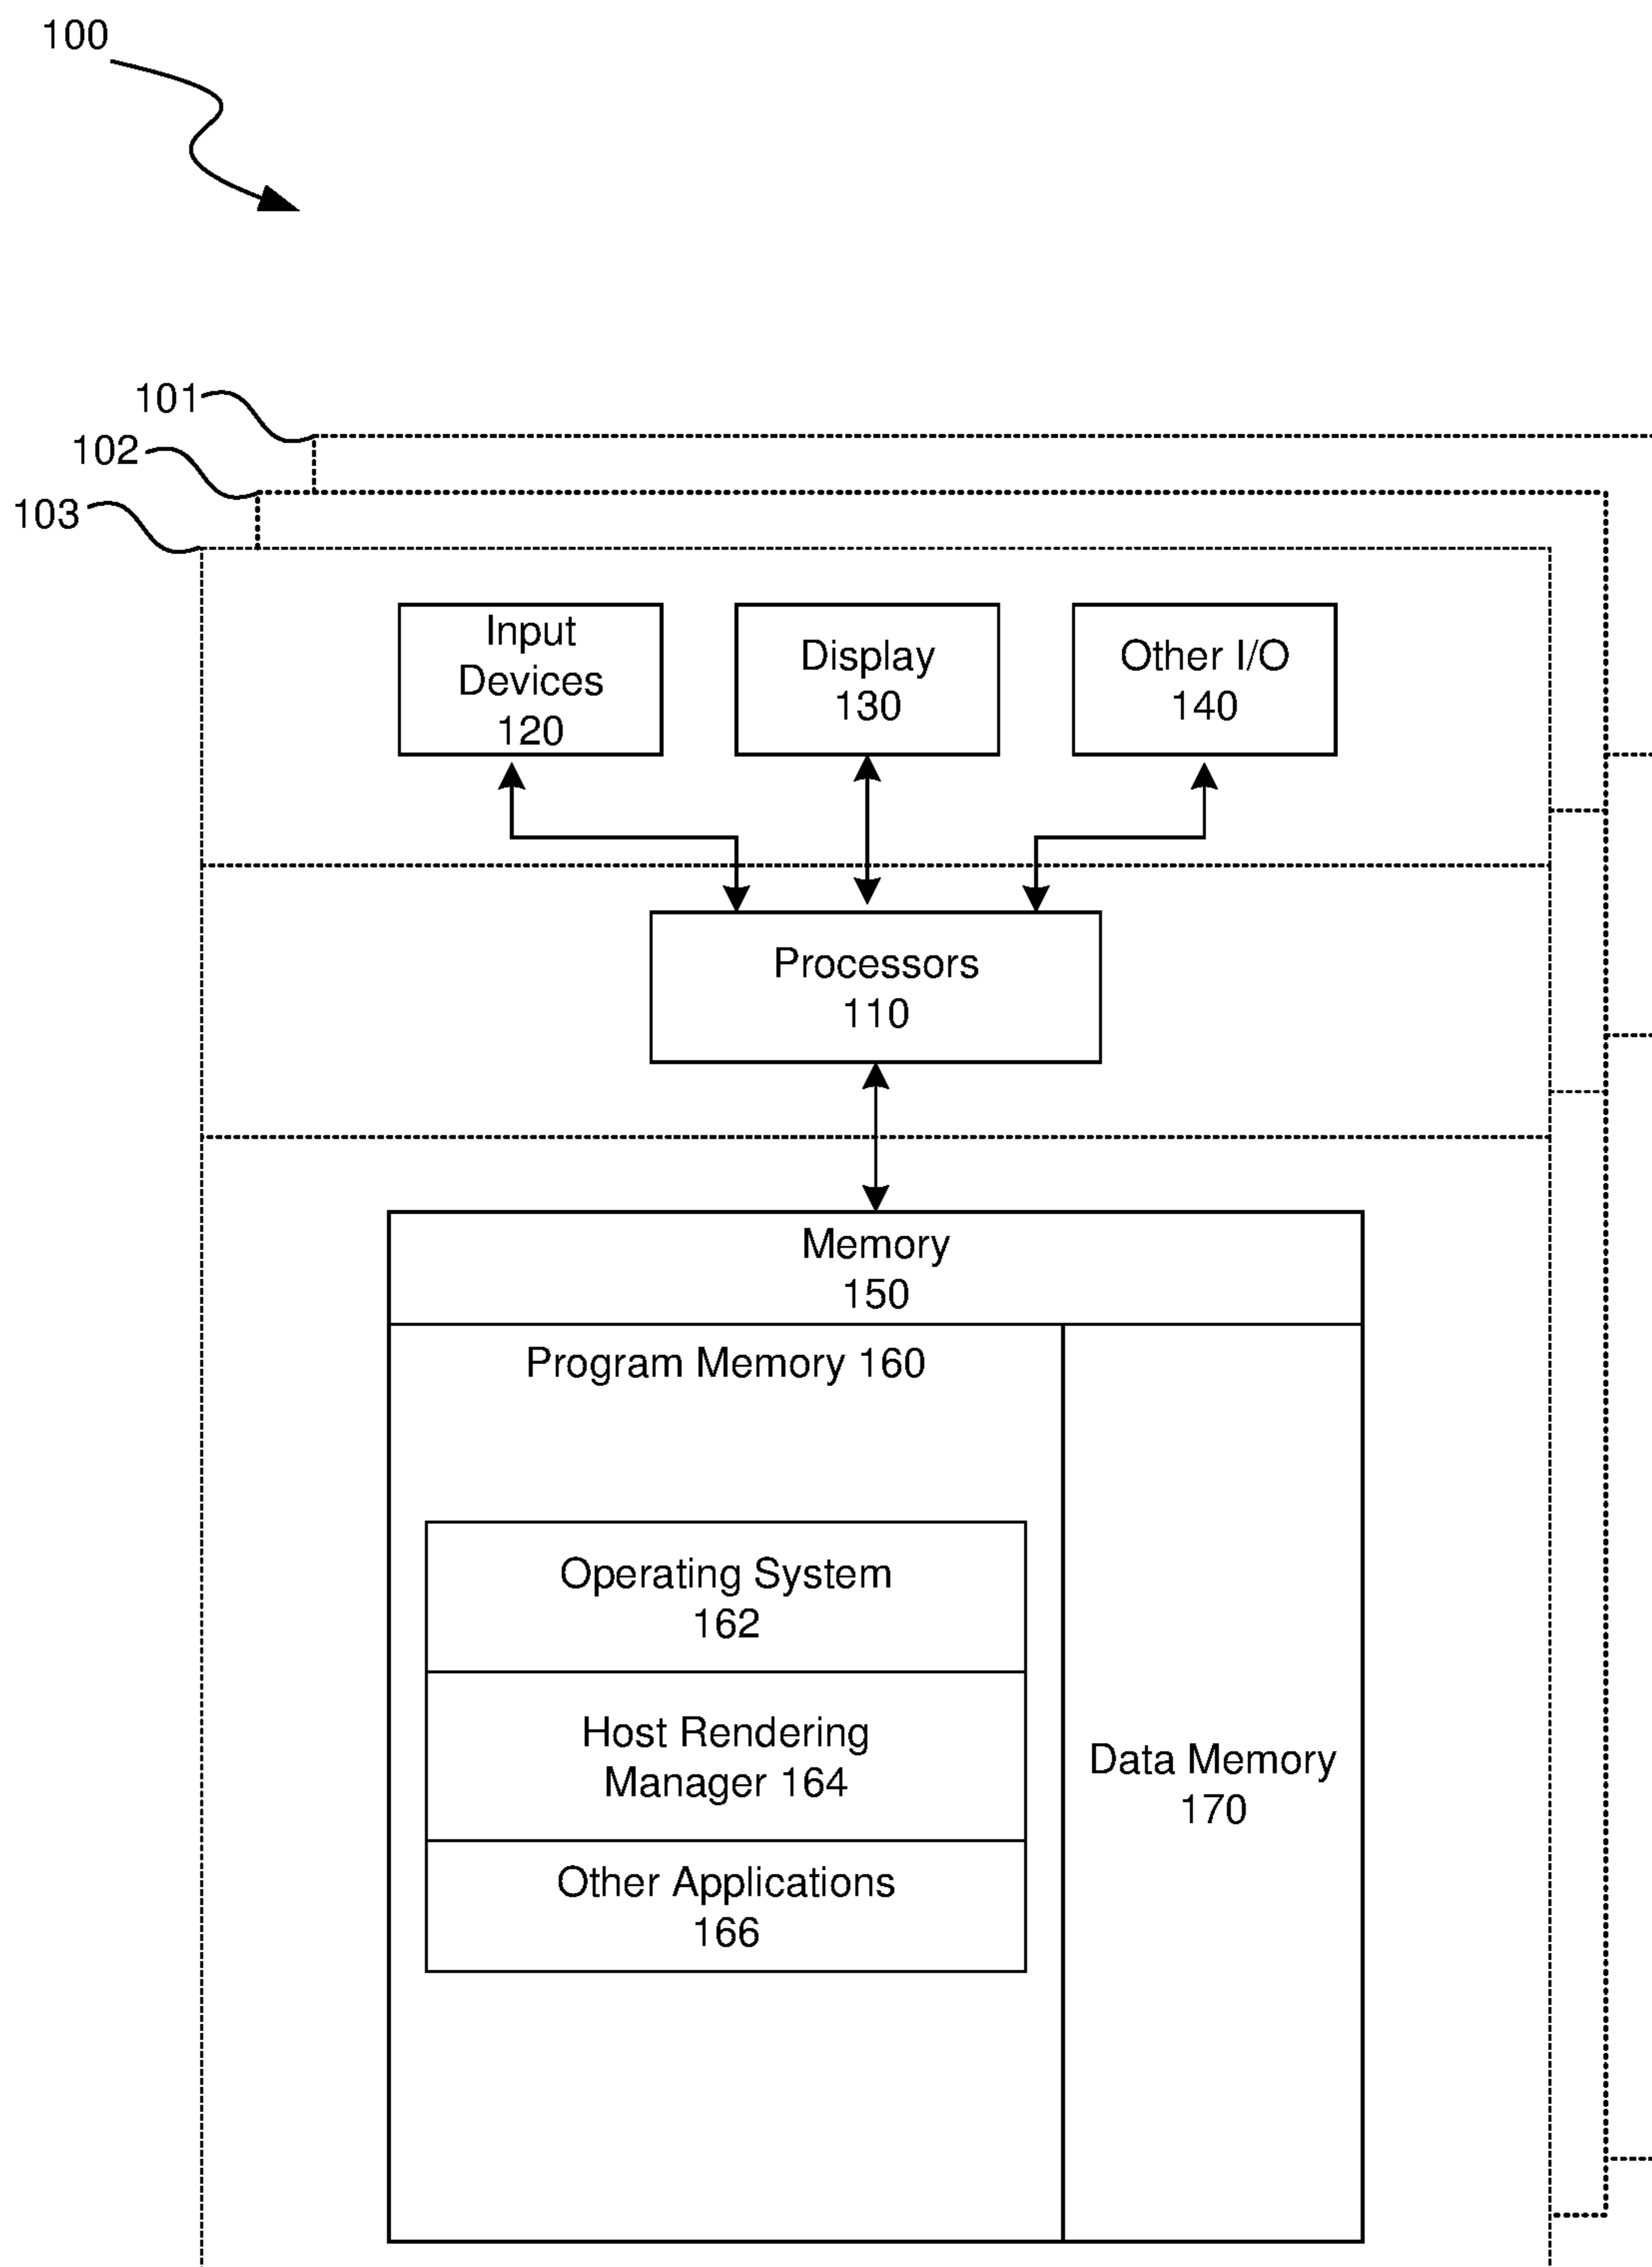 100
101
102
103
Input
Devices
120
Display
130
Other I/O
140
Processors
110
Memory
150
Program Memory 160
Operating System
162
Host Rendering
Manager 164
Other Applications
166
Data Memory
170